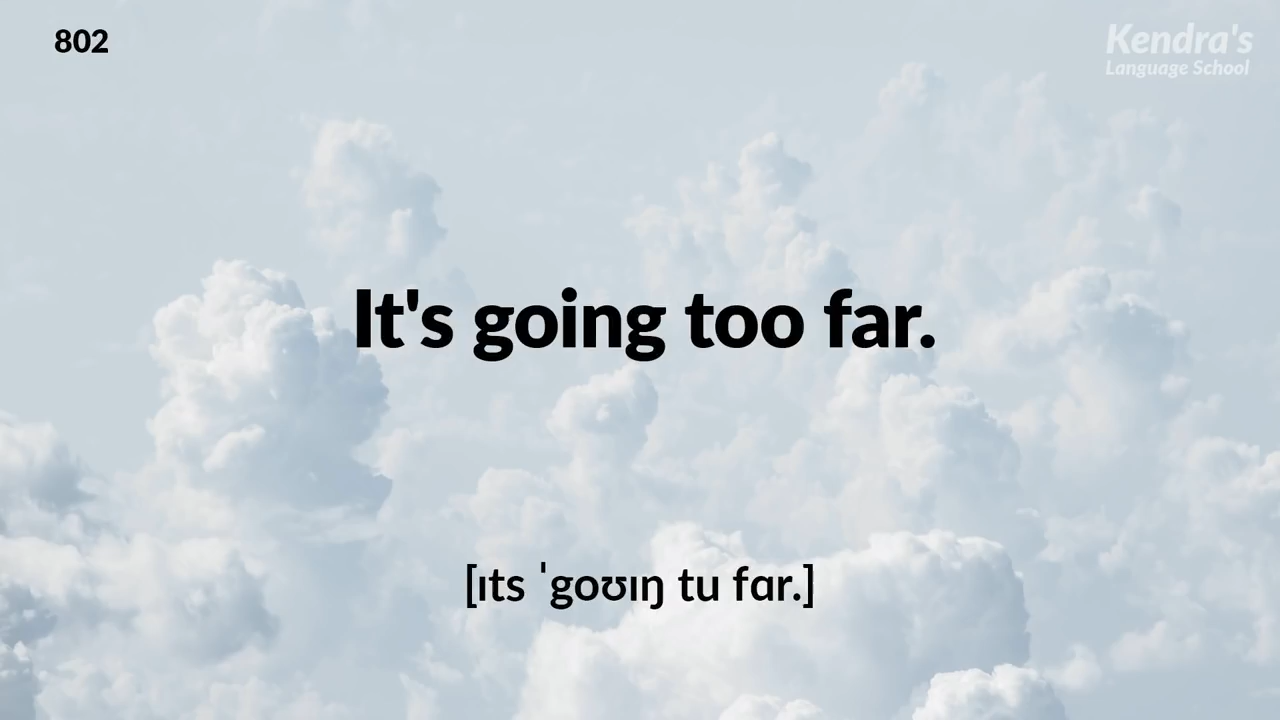 802
Kendra's
Language School
It's going too far.
[ɪts ˈgoʊɪŋ tu fɑr.]